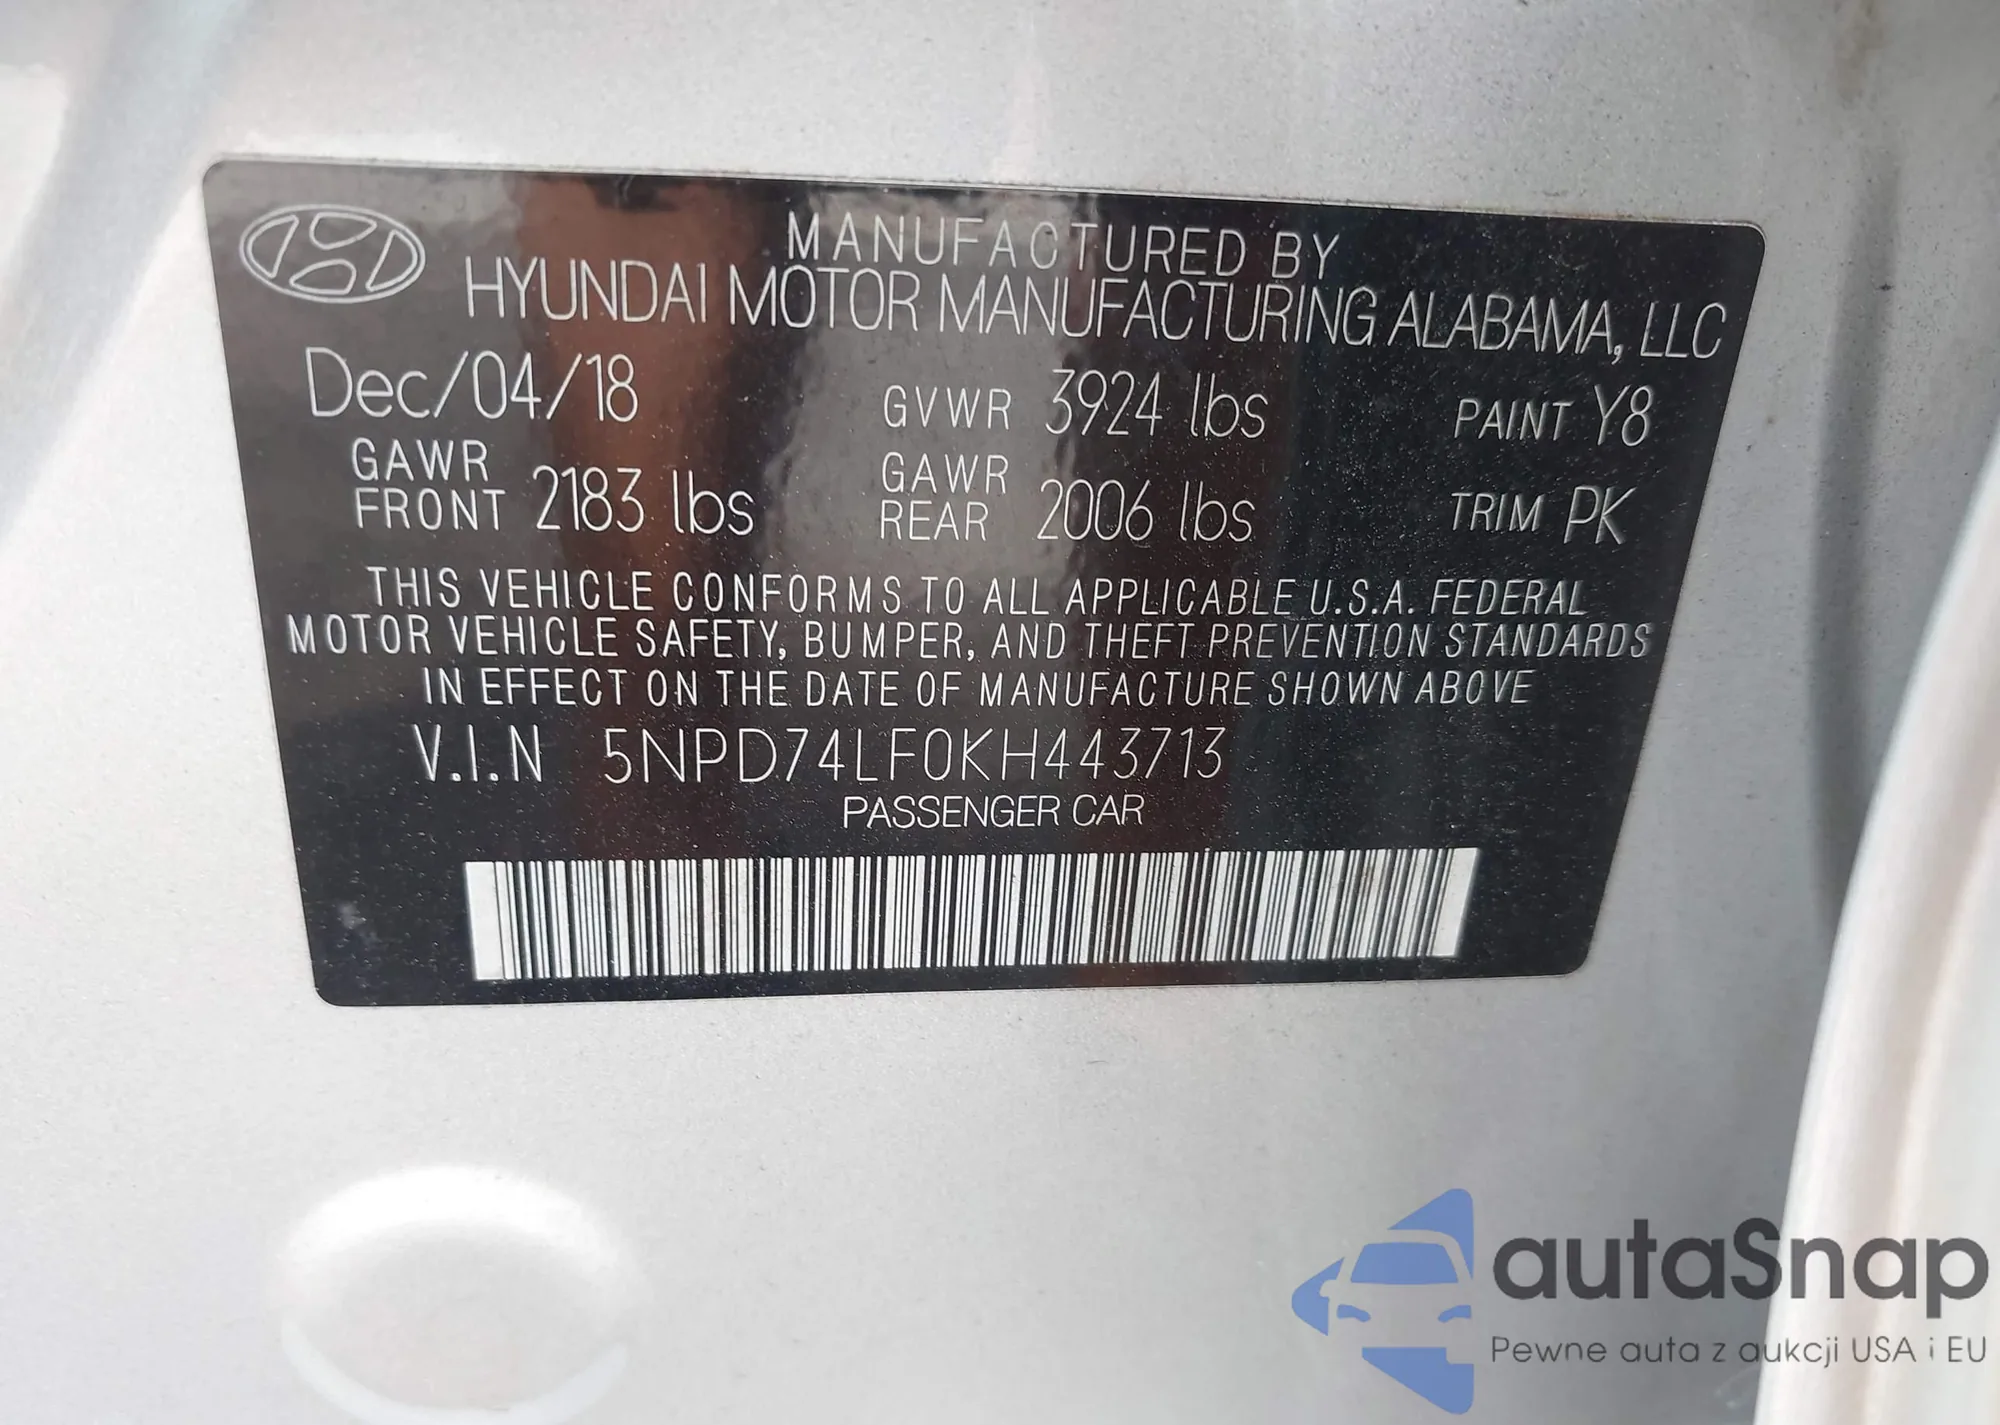 MANUFACTURED BY
HYUNDAI MOTOR MANUFACTURING ALABAMA, LLC
Dec/04/18 GVWR 3924 lbs PAINT Y8
GAWR FRONT 2183 lbs GAWR REAR 2006 lbs TRIM PK
THIS VEHICLE CONFORMS TO ALL APPLICABLE U.S.A. FEDERAL
MOTOR VEHICLE SAFETY, BUMPER, AND THEFT PREVENTION STANDARDS
IN EFFECT ON THE DATE OF MANUFACTURE SHOWN ABOVE
V.I.N 5NPD74LF0KH443713
PASSENGER CAR
autaSnap
Pewne auta z aukcji USA i EU